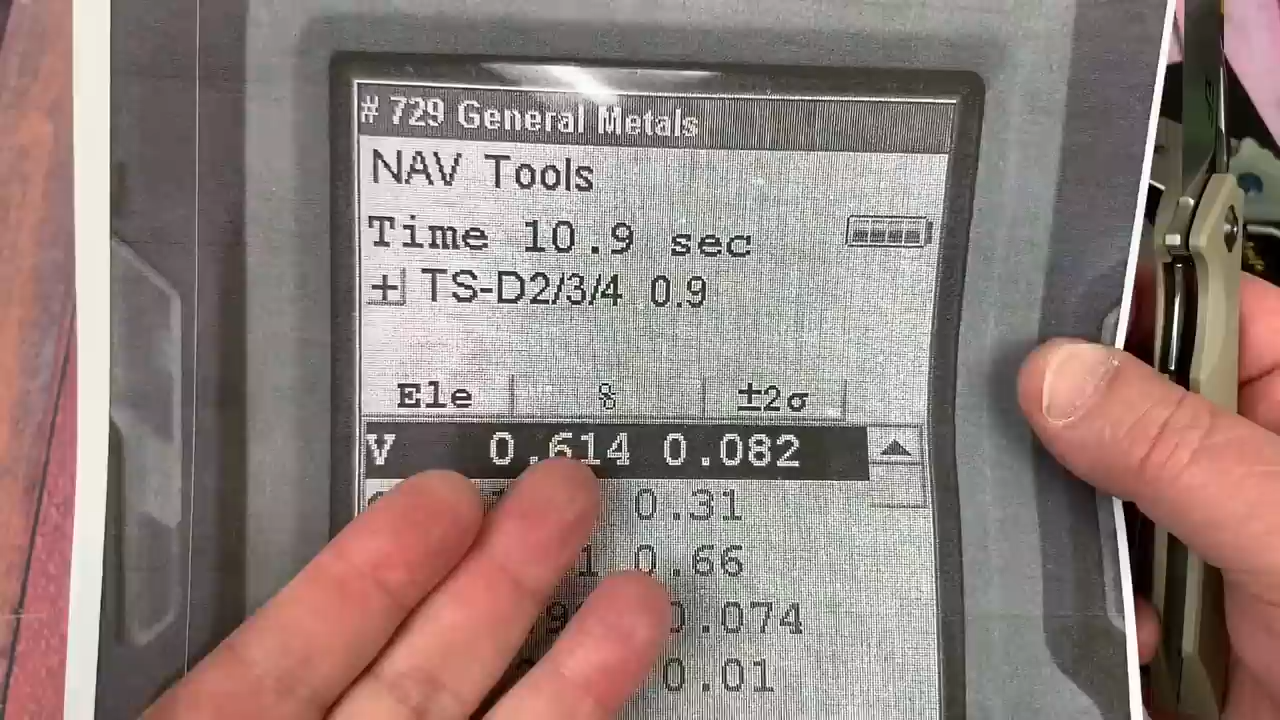 # 729 General Metals
NAV Tools
Time 10.9 sec
+ TS-D2/3/4 0.9
Ele % ±2σ
V 0.614 0.082
0.31
0.66
0.074
0.01